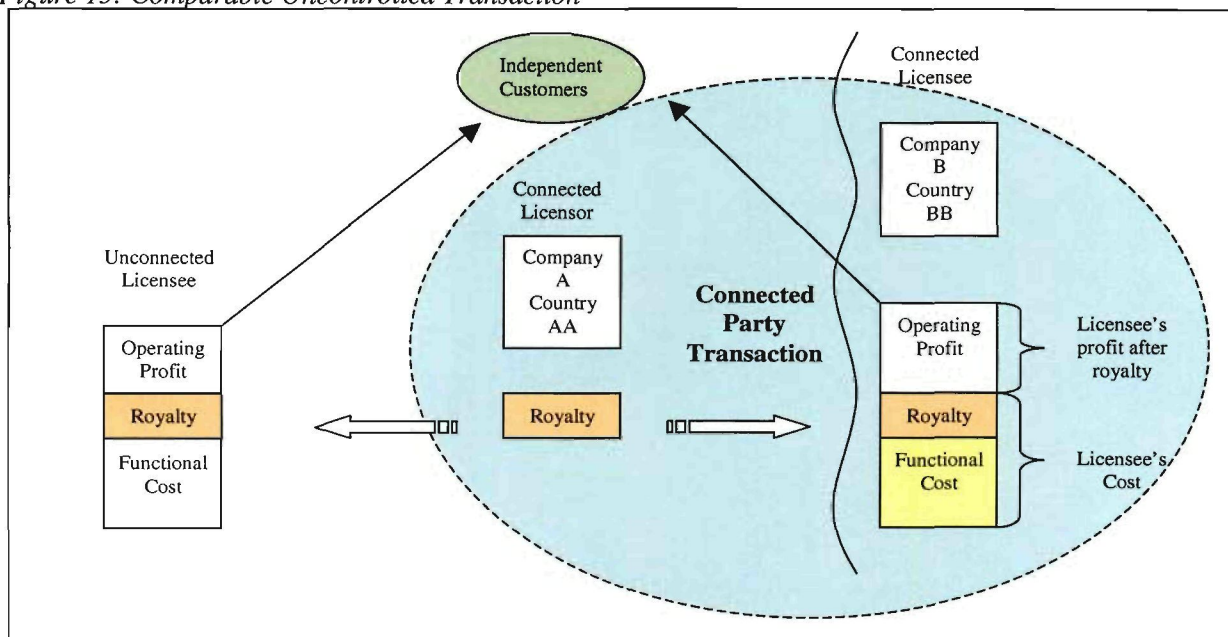 Figure 15: Comparable Uncontrolled Transaction
Independent
Customers
Connected
Licensee
Company
B
Country
BB
Connected
Licensor
Company
A
Country
AA
Unconnected
Licensee
Connected
Party
Transaction
Operating
Profit
Royalty
Functional
Cost
Royalty
Operating
Profit
Royalty
Functional
Cost
Licensee's
profit after
royalty
Licensee's
Cost